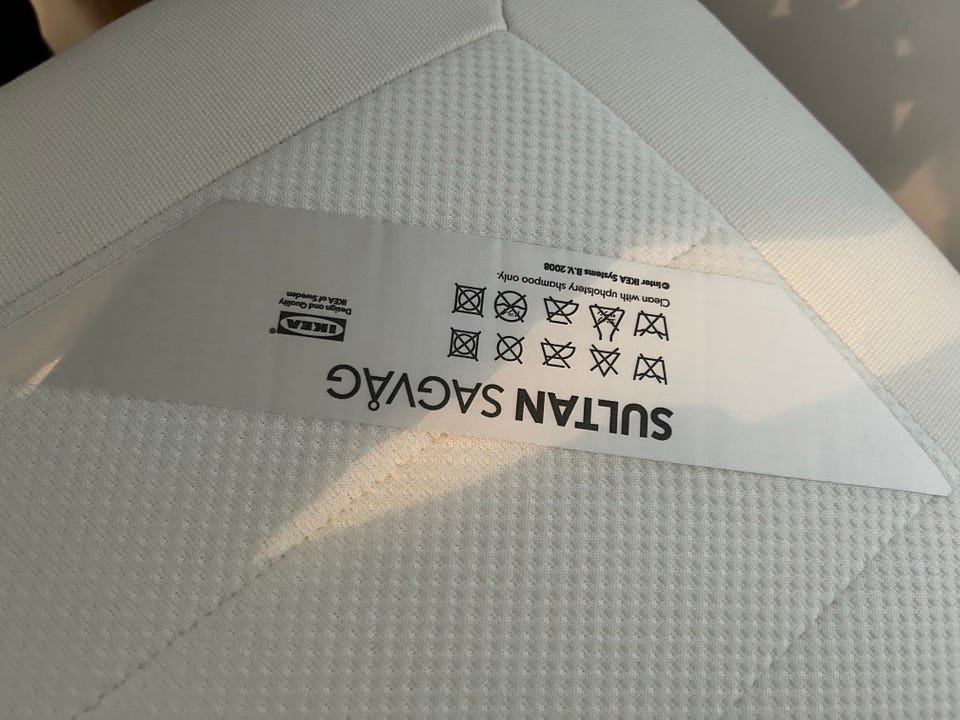 SULTAN SAGVÅG
Clean with upholstery shampoo only.
© Inter IKEA Systems B.V. 2008
IKEA®
Design and Quality
IKEA of Sweden